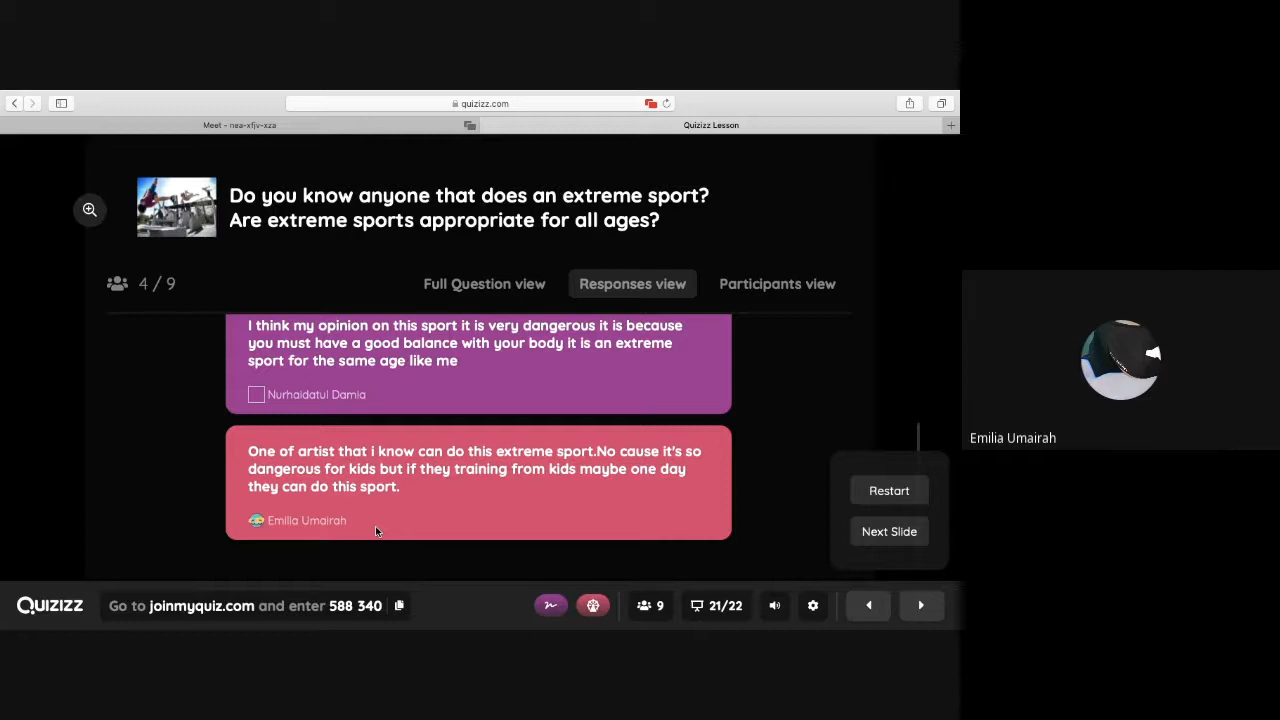 quizizz.com
Meet - nea-xfjv-xza
Quizizz Lesson
Do you know anyone that does an extreme sport?
Are extreme sports appropriate for all ages?
4 / 9
Full Question view
Responses view
Participants view
I think my opinion on this sport it is very dangerous it is because
you must have a good balance with your body it is an extreme
sport for the same age like me
Nurhaidatul Damia
One of artist that i know can do this extreme sport.No cause it's so
dangerous for kids but if they training from kids maybe one day
they can do this sport.
Emilia Umairah
Emilia Umairah
Restart
Next Slide
QUIZIZZ
Go to joinmyquiz.com and enter 588 340
9
21/22